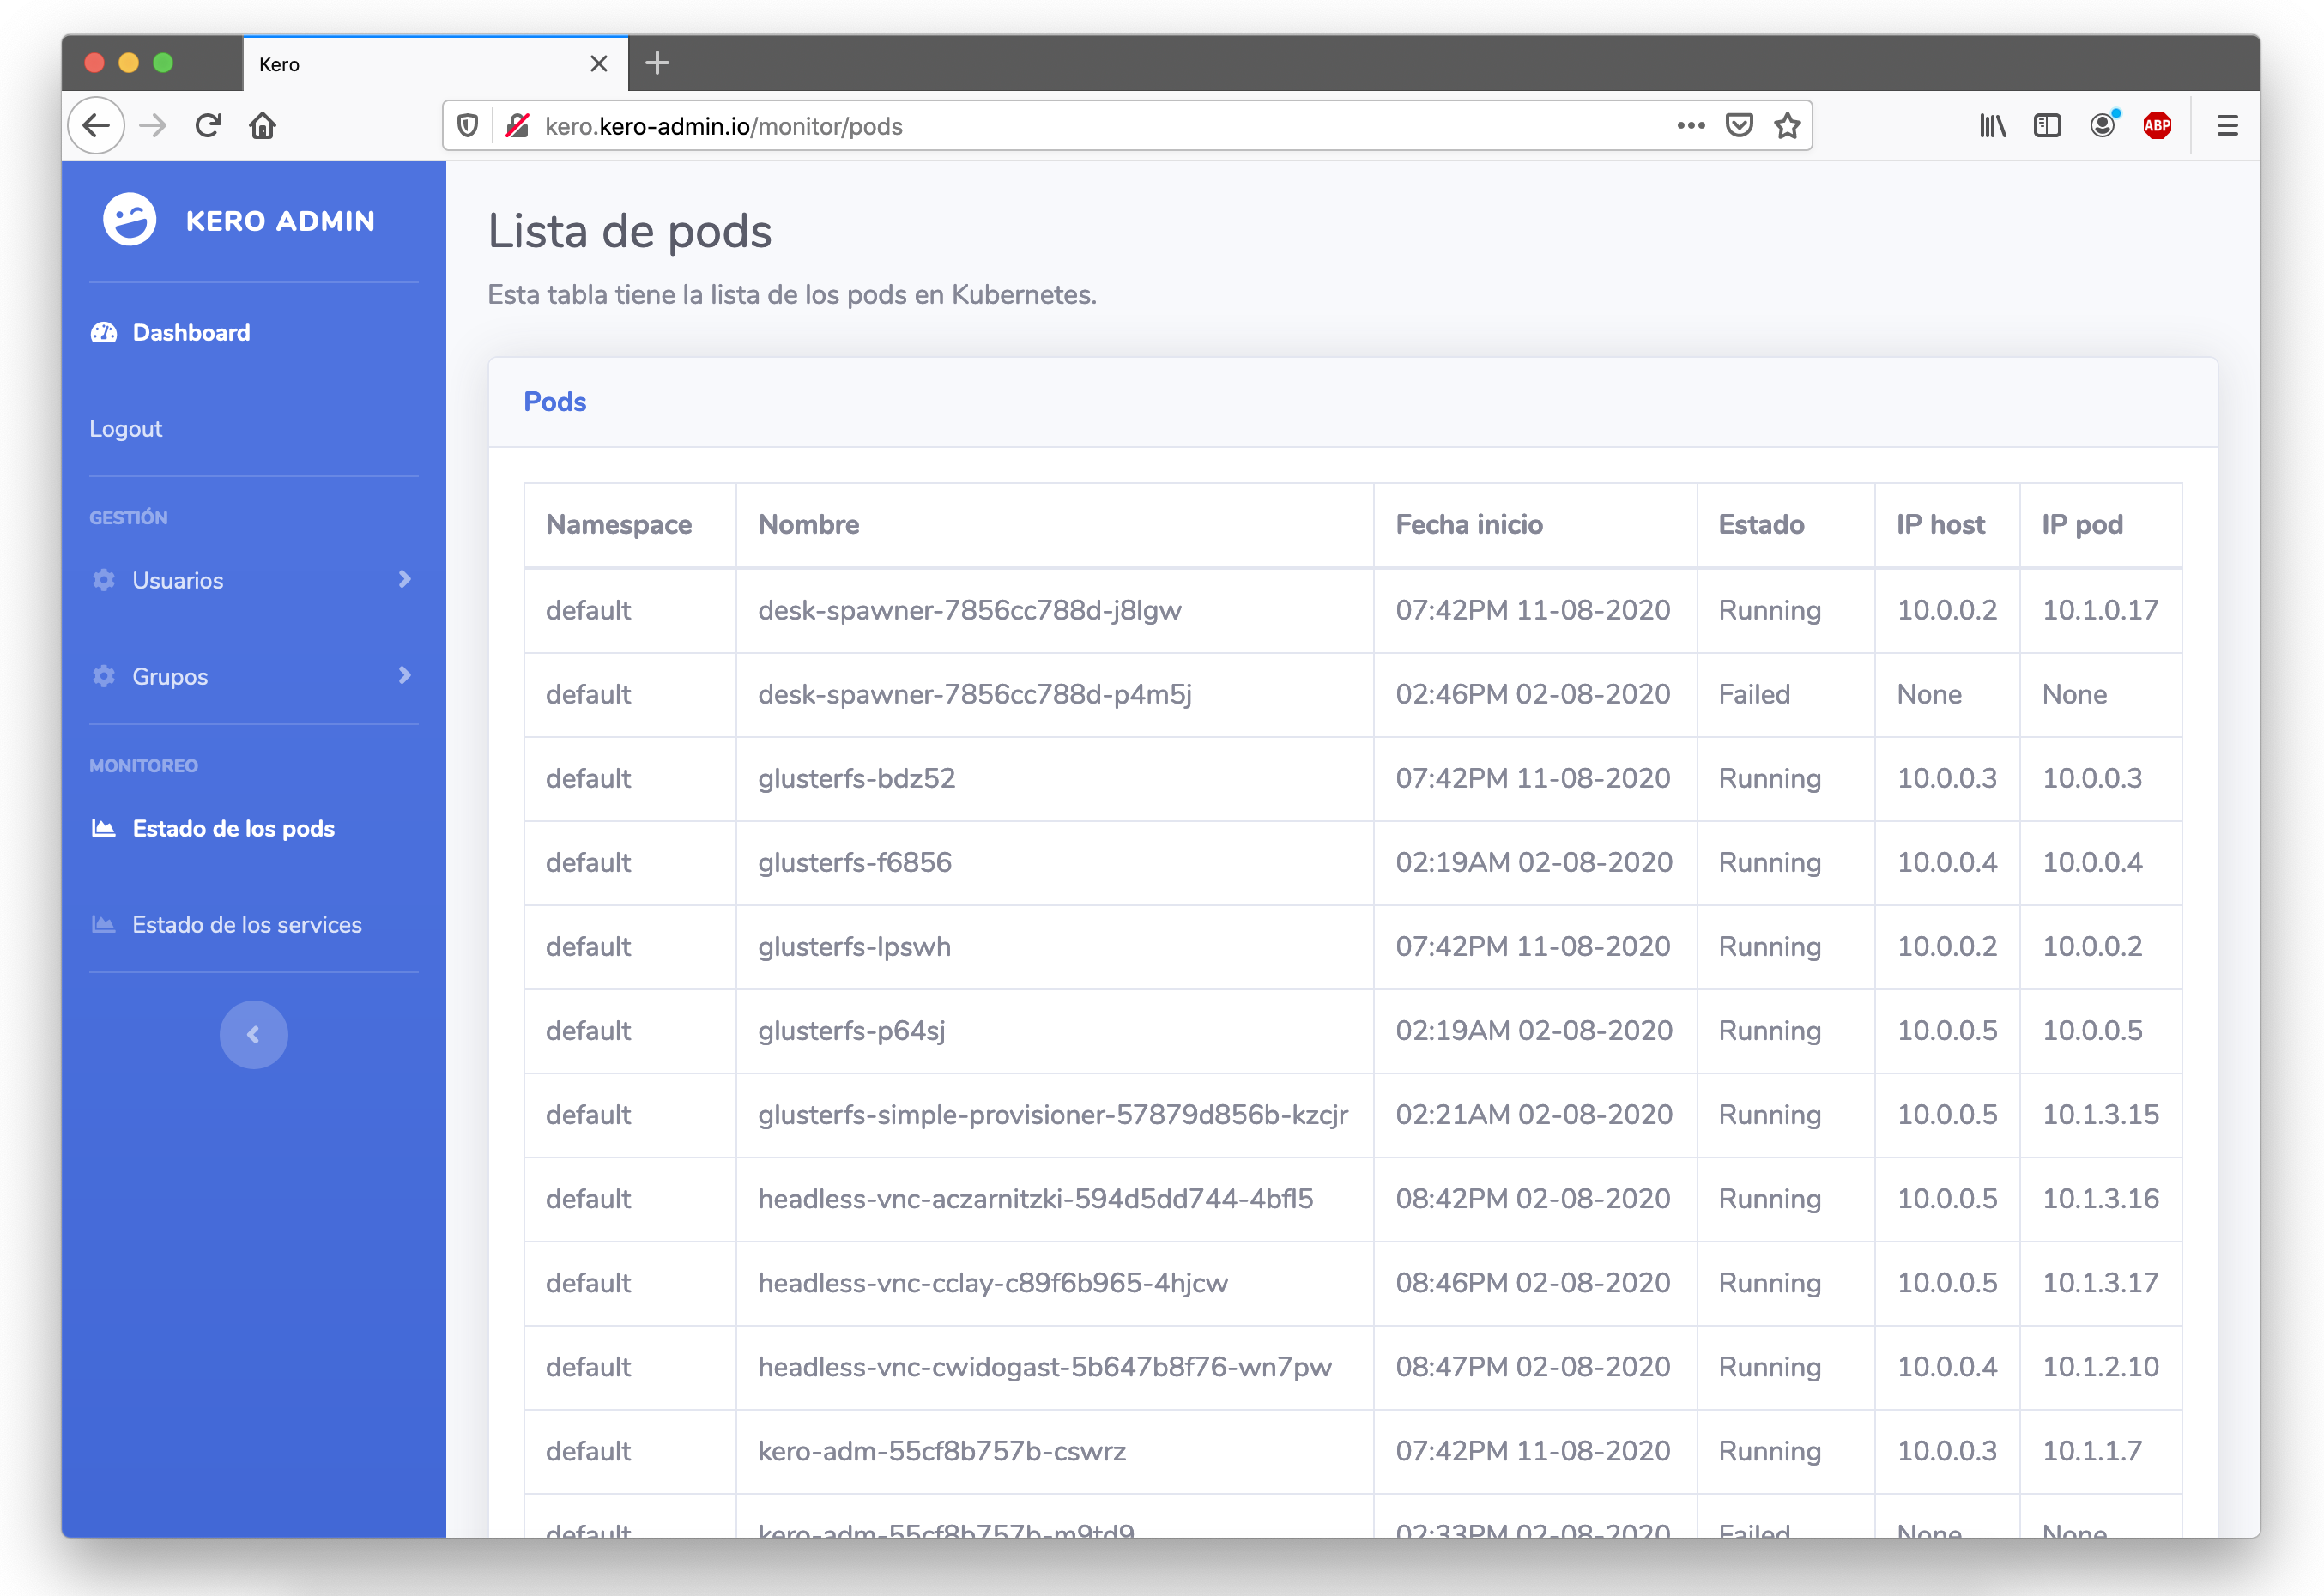 Kero
kero.kero-admin.io/monitor/pods
ABP
KERO ADMIN
Dashboard
Logout
GESTIÓN
Usuarios
Grupos
MONITOREO
Estado de los pods
Estado de los services
Lista de pods
Esta tabla tiene la lista de los pods en Kubernetes.
Pods
Namespace Nombre Fecha inicio Estado IP host IP pod
default desk-spawner-7856cc788d-j8lgw 07:42PM 11-08-2020 Running 10.0.0.2 10.1.0.17
default desk-spawner-7856cc788d-p4m5j 02:46PM 02-08-2020 Failed None None
default glusterfs-bdz52 07:42PM 11-08-2020 Running 10.0.0.3 10.0.0.3
default glusterfs-f6856 02:19AM 02-08-2020 Running 10.0.0.4 10.0.0.4
default glusterfs-lpswh 07:42PM 11-08-2020 Running 10.0.0.2 10.0.0.2
default glusterfs-p64sj 02:19AM 02-08-2020 Running 10.0.0.5 10.0.0.5
default glusterfs-simple-provisioner-57879d856b-kzcjr 02:21AM 02-08-2020 Running 10.0.0.5 10.1.3.15
default headless-vnc-aczarnitzki-594d5dd744-4bfl5 08:42PM 02-08-2020 Running 10.0.0.5 10.1.3.16
default headless-vnc-cclay-c89f6b965-4hjcw 08:46PM 02-08-2020 Running 10.0.0.5 10.1.3.17
default headless-vnc-cwidogast-5b647b8f76-wn7pw 08:47PM 02-08-2020 Running 10.0.0.4 10.1.2.10
default kero-adm-55cf8b757b-cswrz 07:42PM 11-08-2020 Running 10.0.0.3 10.1.1.7
default kero-adm-55cf8b757b-m9td9 02:33PM 02-08-2020 Failed None None